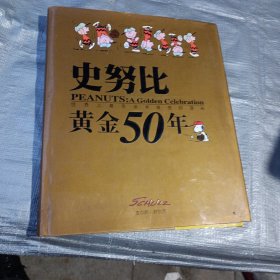 史努比
PEANUTS: A Golden Celebration
黄金50年
SCHULZ